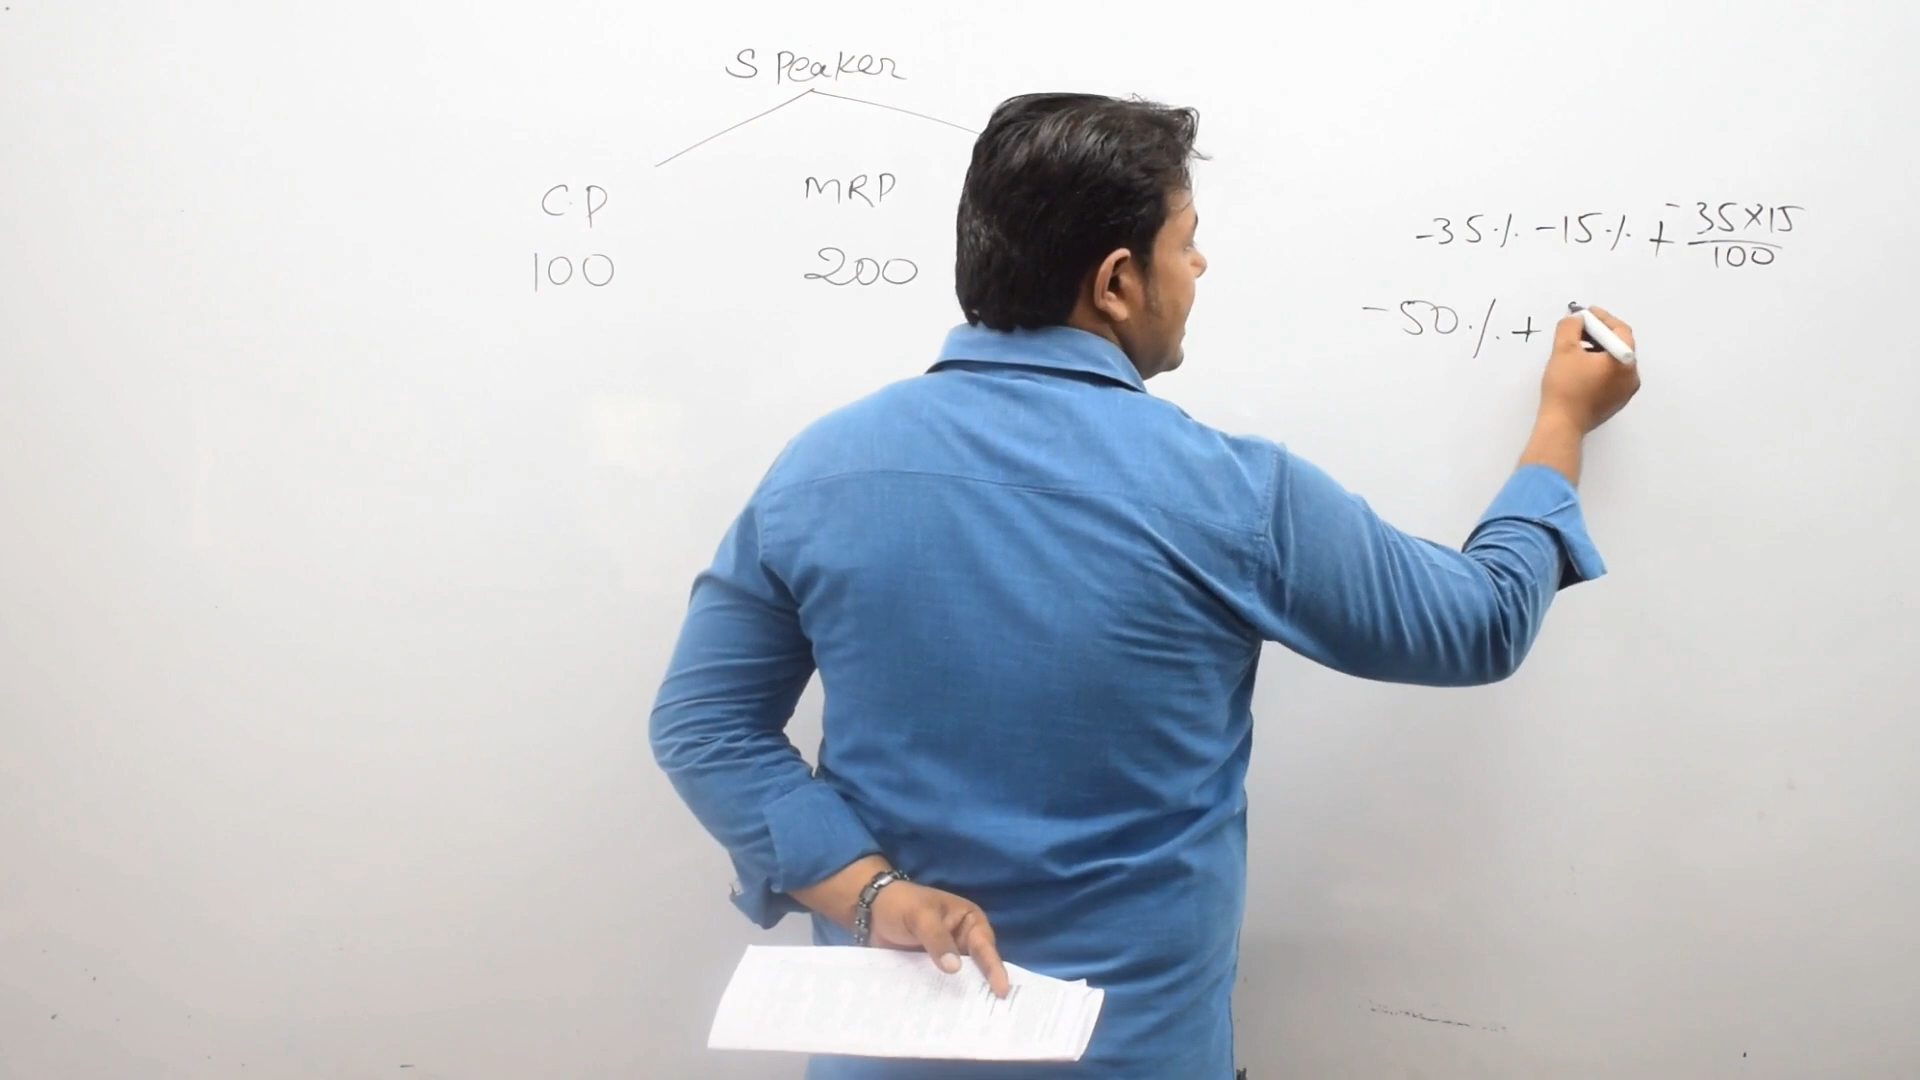 Speaker
C.P MRP
100 200
-35·/. -15·/. + -35×15/100
-50·/. +